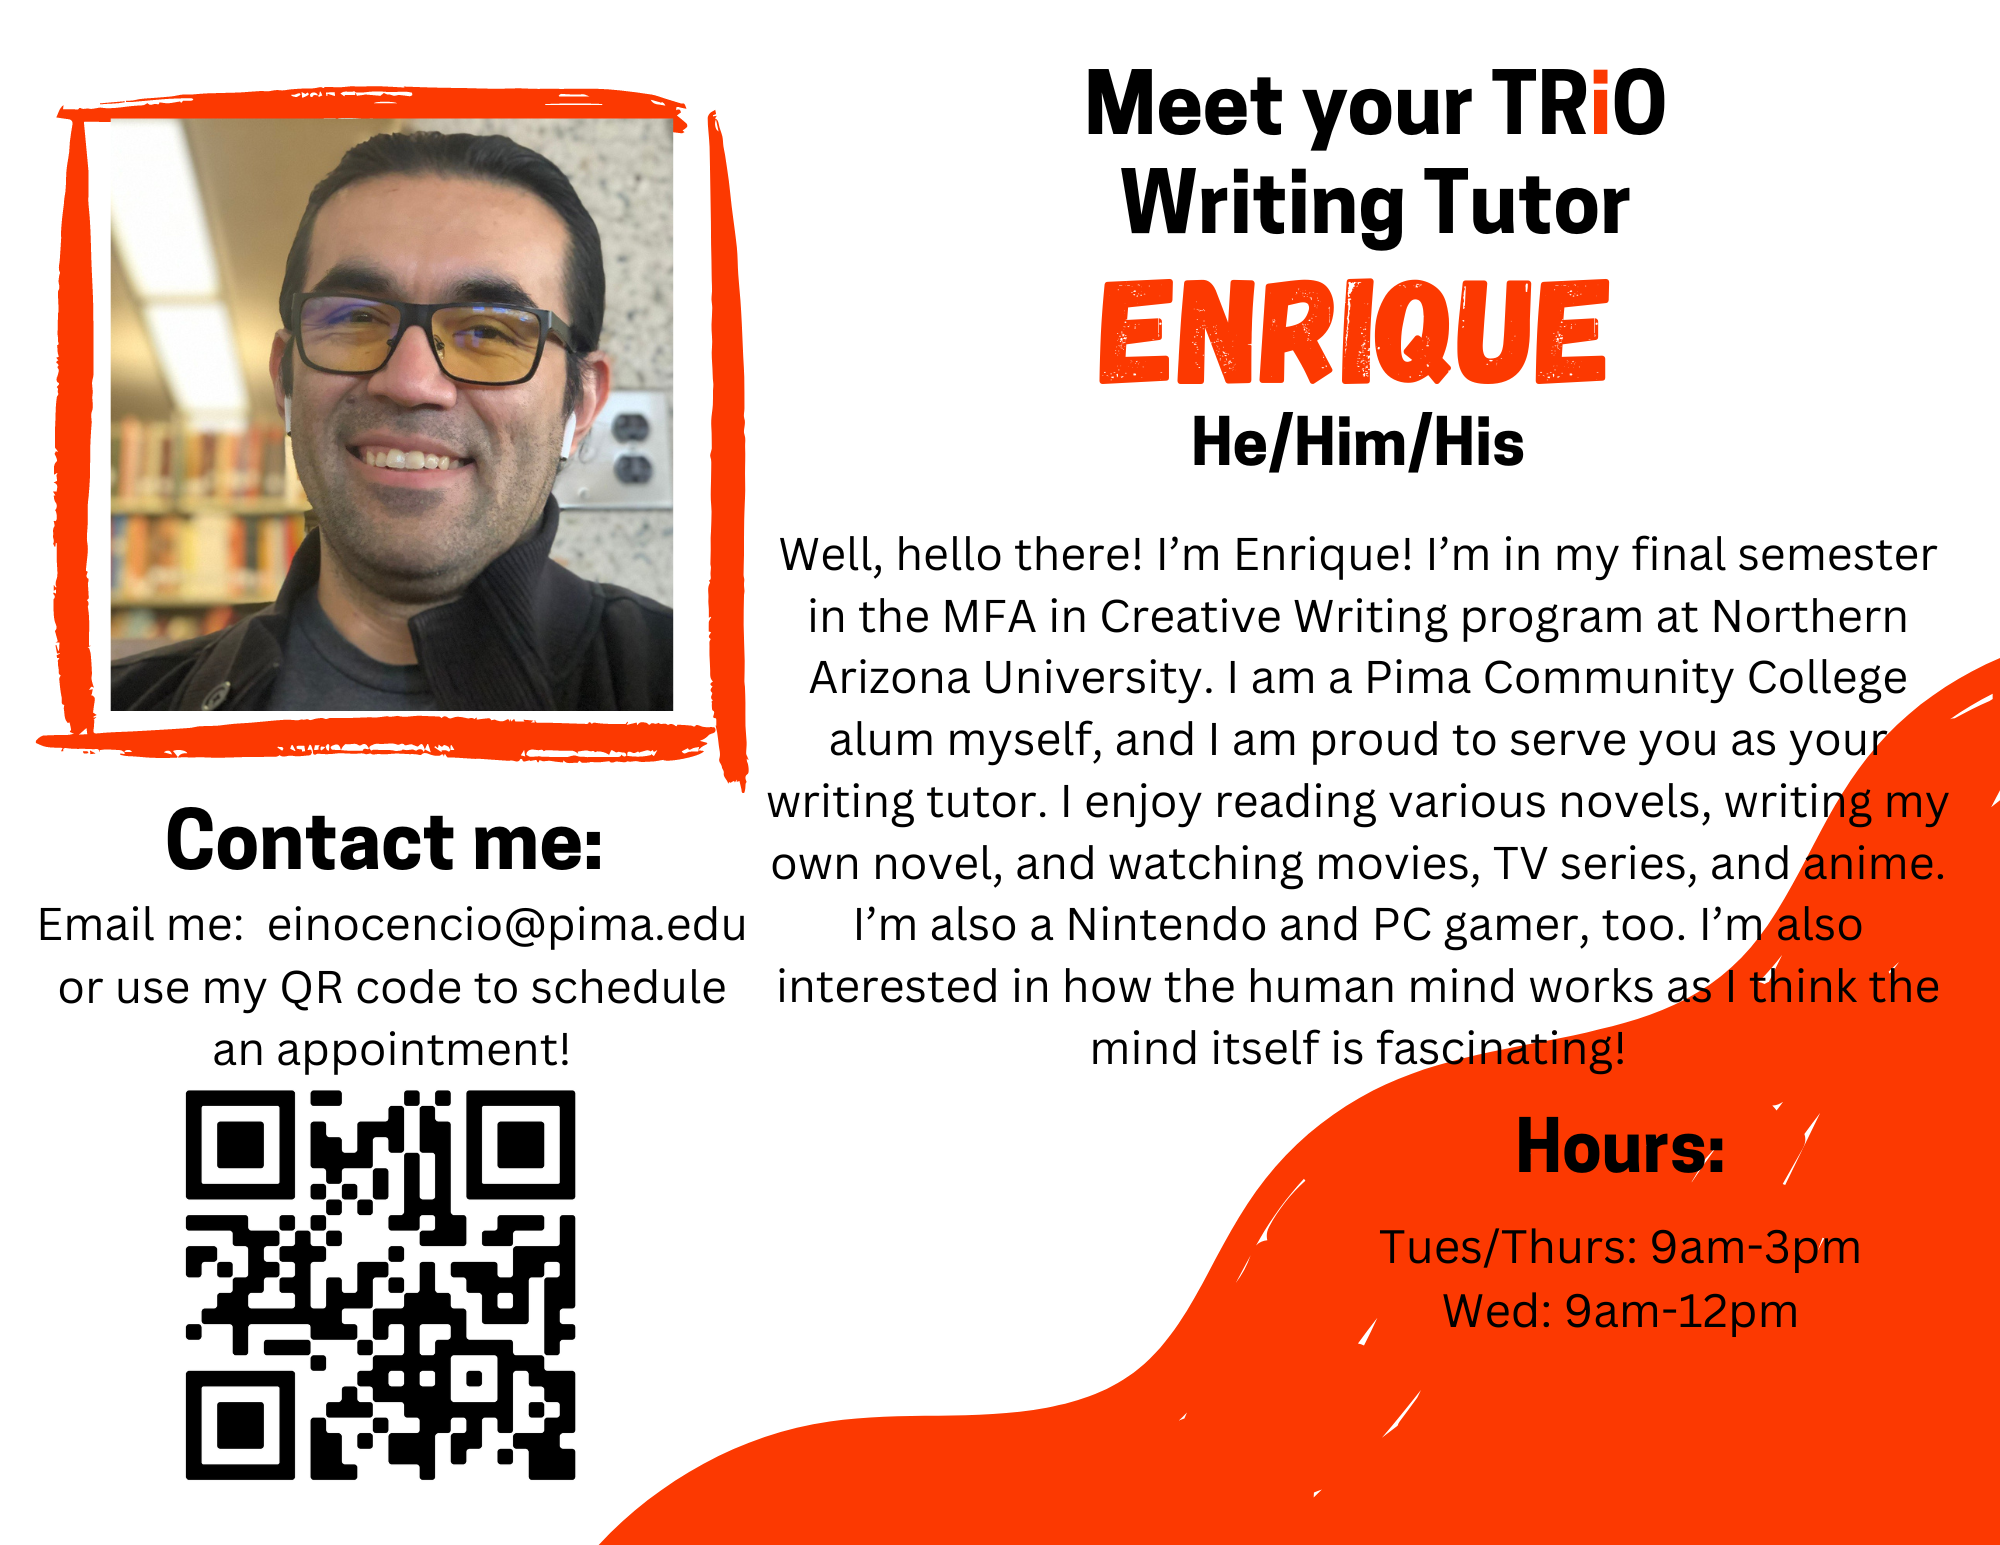 Meet your TRiO
Writing Tutor
ENRIQUE
He/Him/His
Well, hello there! I’m Enrique! I’m in my final semester
in the MFA in Creative Writing program at Northern
Arizona University. I am a Pima Community College
alum myself, and I am proud to serve you as your
writing tutor. I enjoy reading various novels, writing my
own novel, and watching movies, TV series, and anime.
I’m also a Nintendo and PC gamer, too. I’m also
interested in how the human mind works as I think the
mind itself is fascinating!
Contact me:
Email me:  einocencio@pima.edu
or use my QR code to schedule
an appointment!
Hours:
Tues/Thurs: 9am-3pm
Wed: 9am-12pm